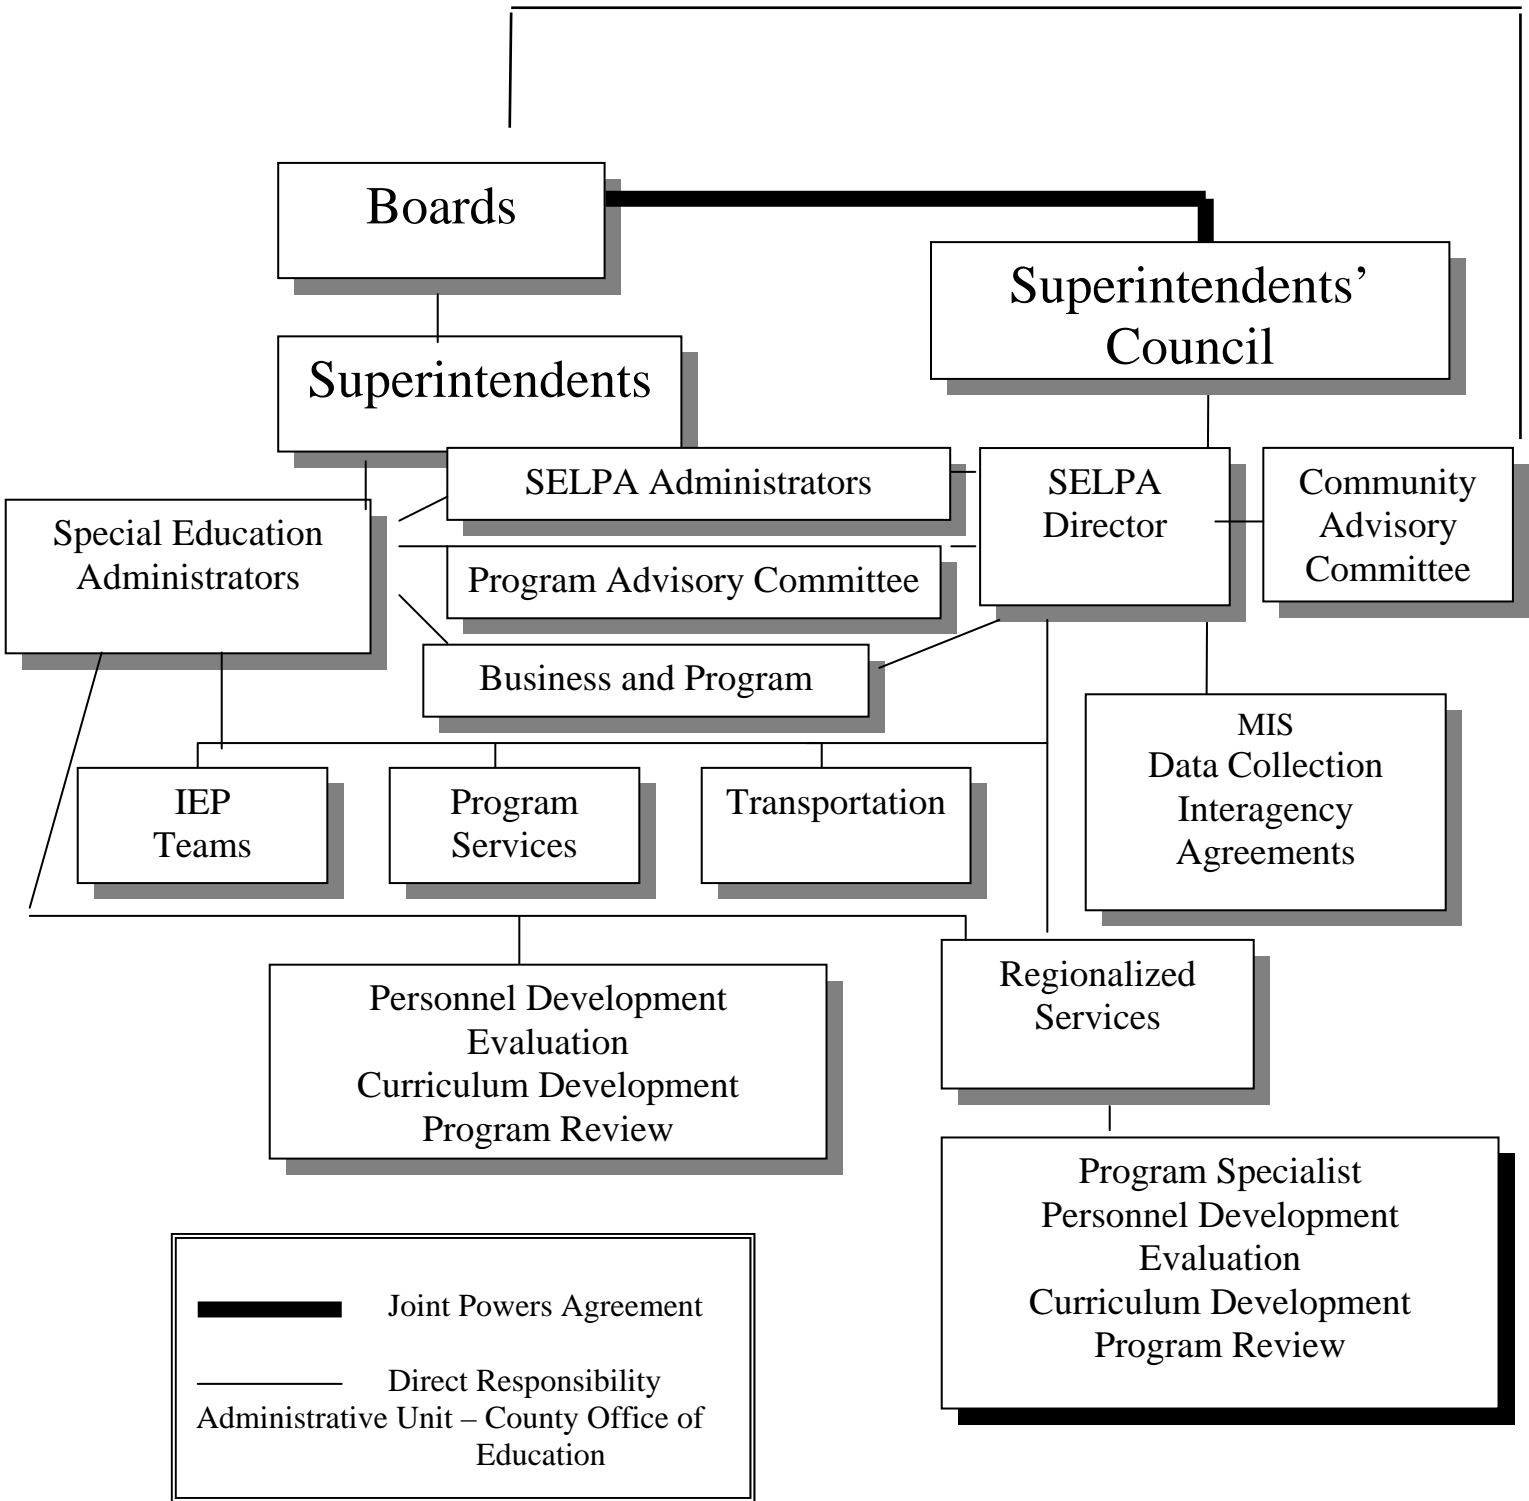 Boards
Superintendents’
Council
Superintendents
SELPA Administrators
SELPA
Director
Community
Advisory
Committee
Special Education
Administrators
Program Advisory Committee
Business and Program
MIS
Data Collection
Interagency
Agreements
IEP
Teams
Program
Services
Transportation
Personnel Development
Evaluation
Curriculum Development
Program Review
Regionalized
Services
Program Specialist
Personnel Development
Evaluation
Curriculum Development
Program Review
Joint Powers Agreement
Direct Responsibility
Administrative Unit – County Office of
Education